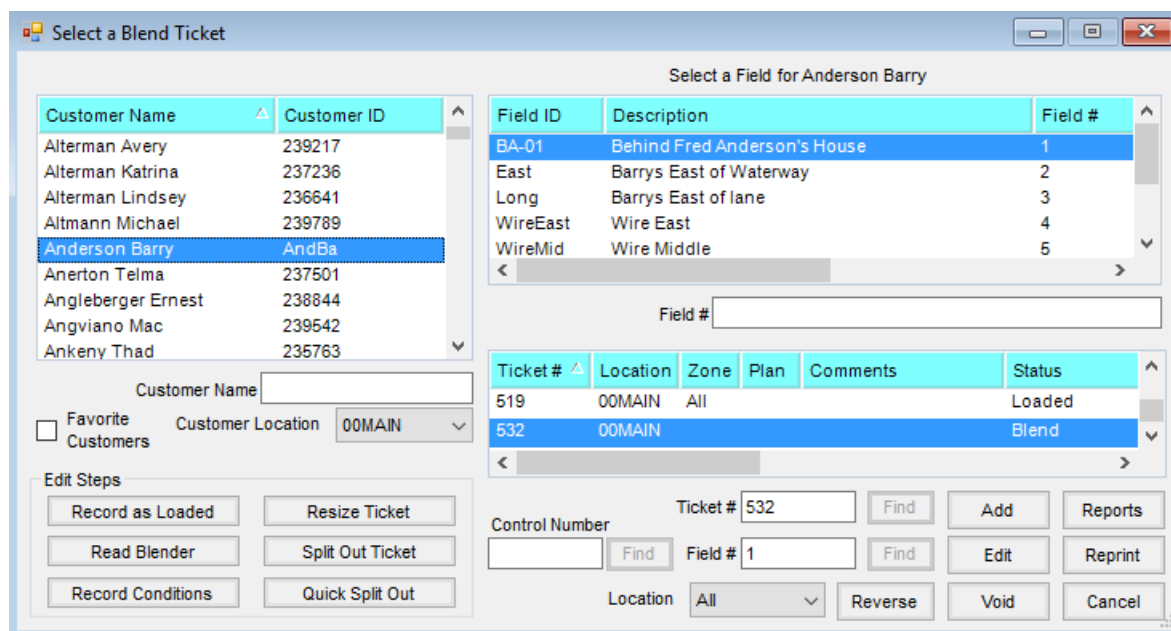 Select a Blend Ticket
Select a Field for Anderson Barry
Customer Name Customer ID
Alterman Avery 239217
Alterman Katrina 237236
Alterman Lindsey 236641
Altmann Michael 239789
Anderson Barry AndBa
Anerton Telma 237501
Angleberger Ernest 238844
Angviano Mac 239542
Ankeny Thad 235763
Customer Name
Favorite Customers
Customer Location 00MAIN
Edit Steps
Record as Loaded Resize Ticket
Read Blender Split Out Ticket
Record Conditions Quick Split Out
Field ID Description Field #
BA-01 Behind Fred Anderson's House 1
East Barrys East of Waterway 2
Long Barrys East of lane 3
WireEast Wire East 4
WireMid Wire Middle 5
Field #
Ticket # Location Zone Plan Comments Status
519 00MAIN All Loaded
532 00MAIN Blend
Ticket # 532 Find Add Reports
Control Number
Find Field # 1 Find Edit Reprint
Location All Reverse Void Cancel